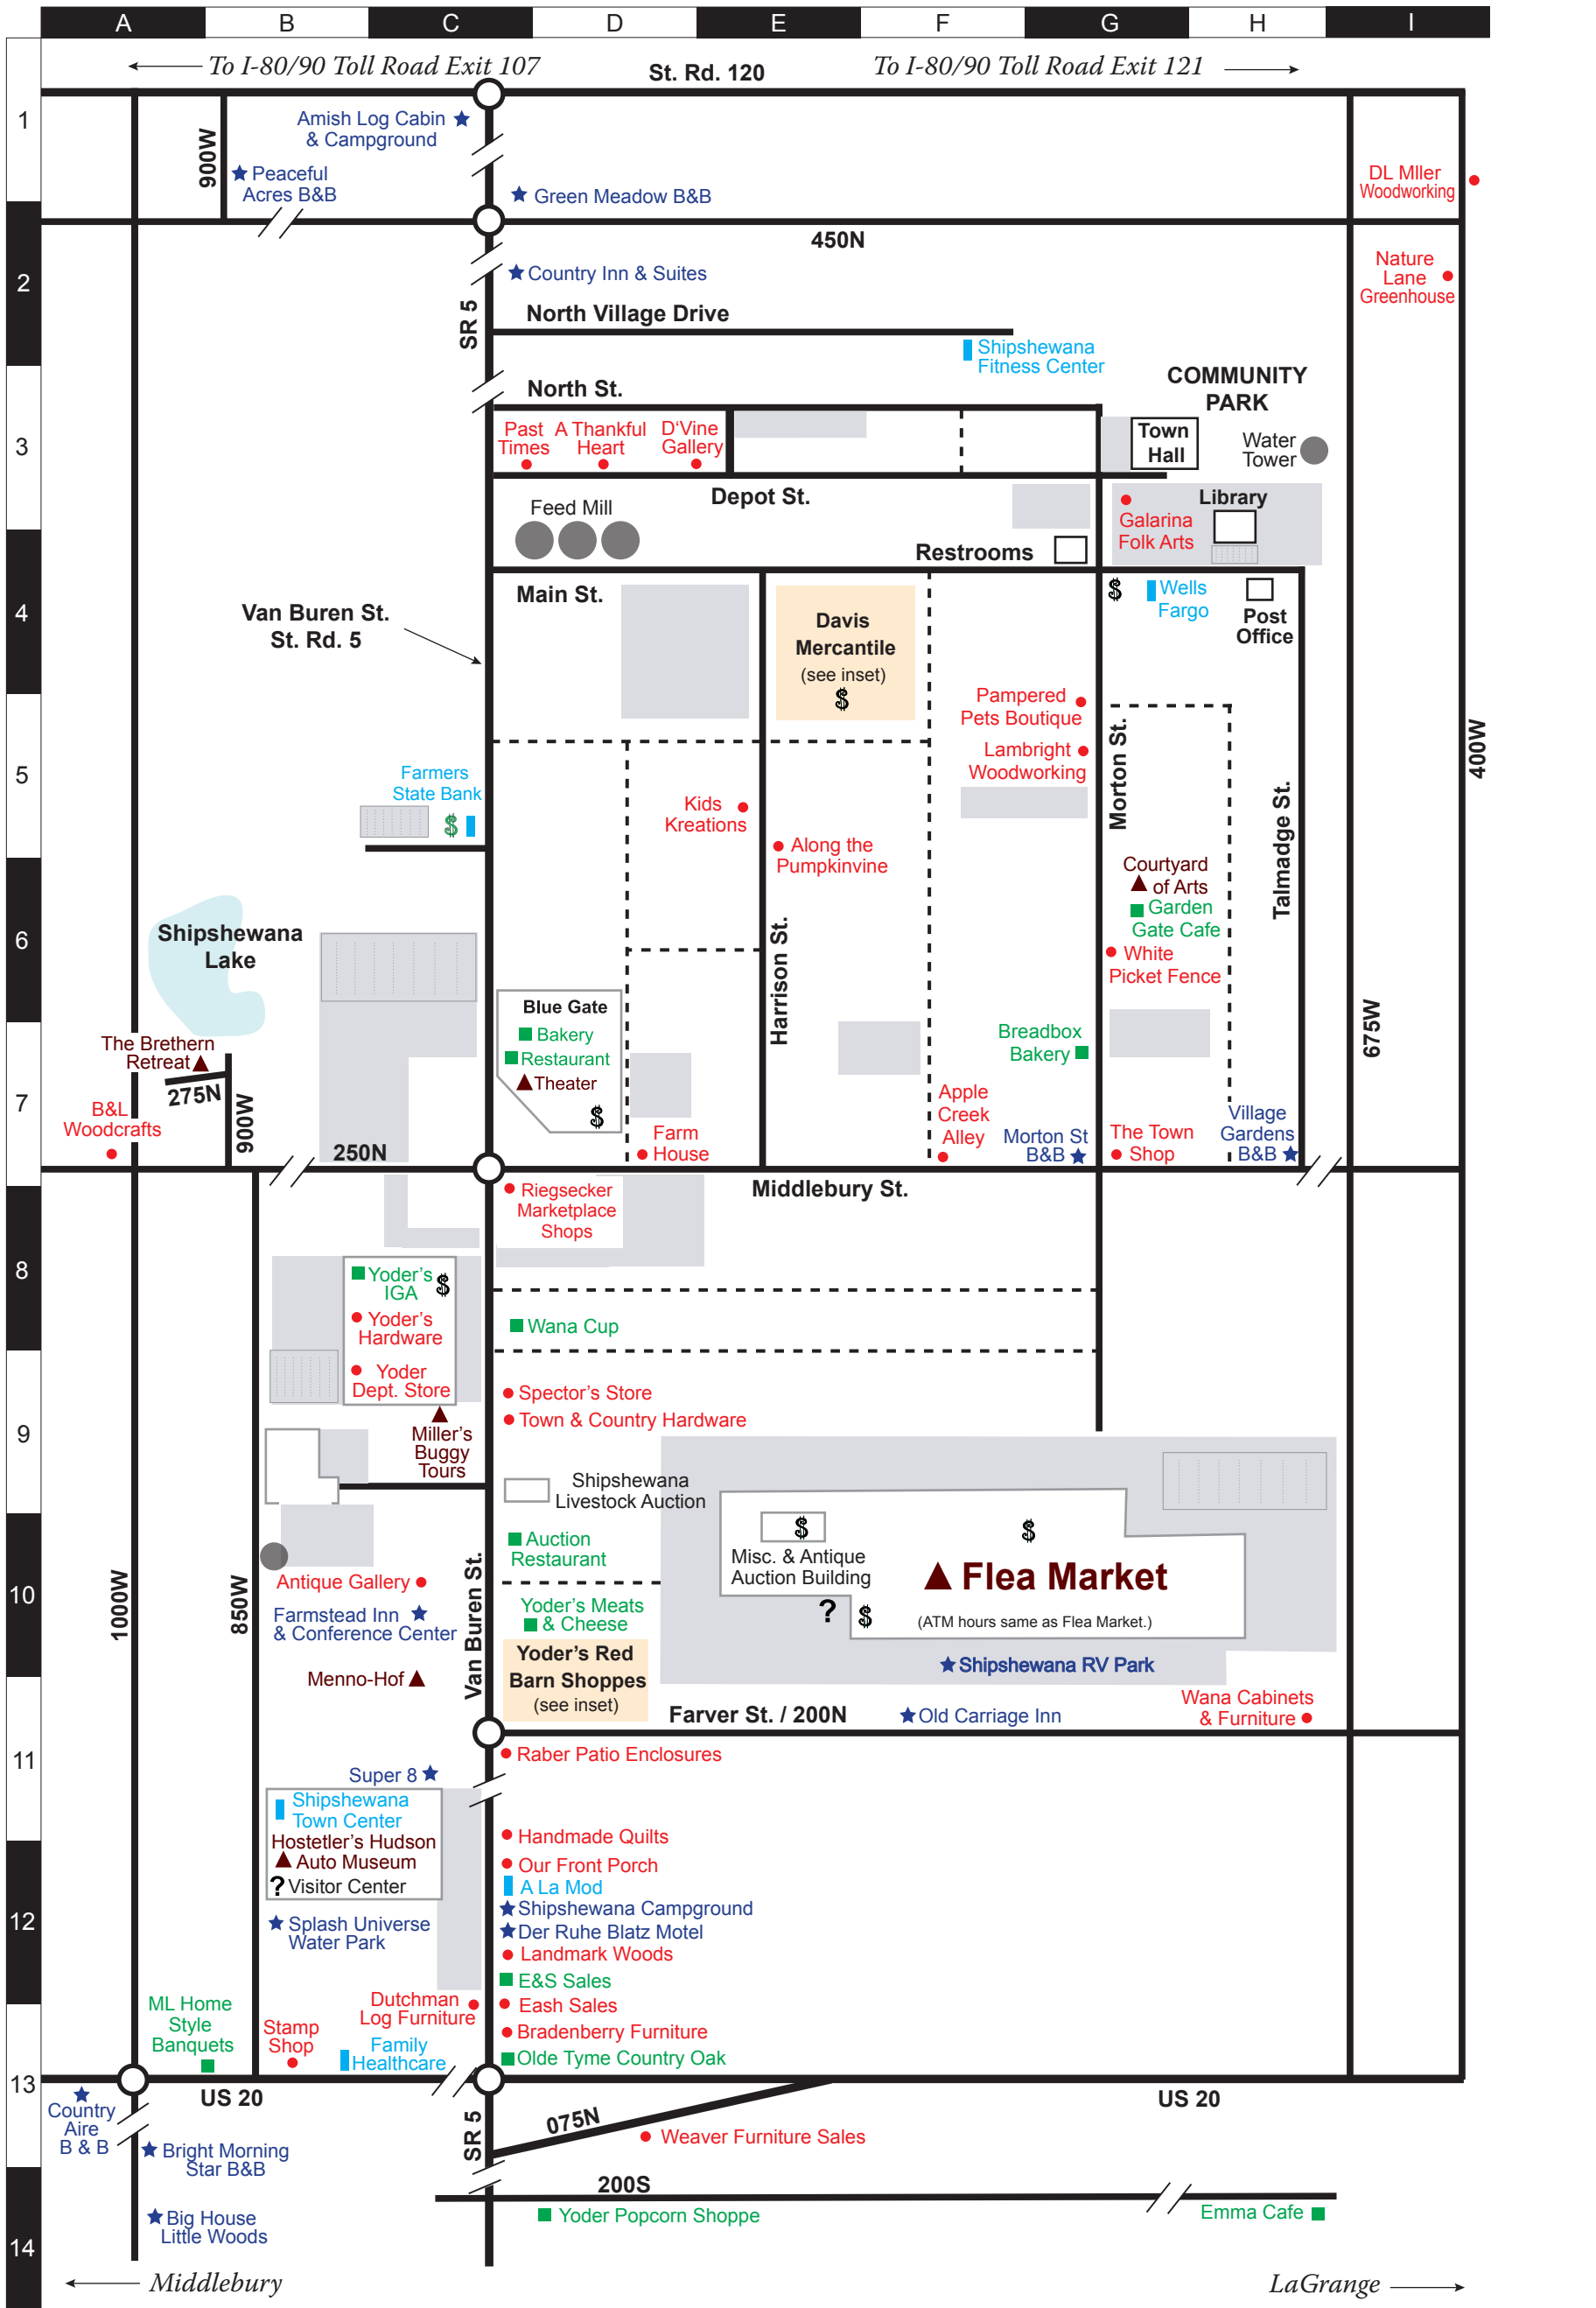 A B C D E F G H I
To I-80/90 Toll Road Exit 107
St. Rd. 120
To I-80/90 Toll Road Exit 121
1
900W
Amish Log Cabin
& Campground
Peaceful
Acres B&B
Green Meadow B&B
DL MIler
Woodworking
450N
2
SR 5
Country Inn & Suites
Nature
Lane
Greenhouse
North Village Drive
Shipshewana
Fitness Center
North St.
COMMUNITY
PARK
3
Past
Times
A Thankful
Heart
D'Vine
Gallery
Town
Hall
Water
Tower
Depot St.
Feed Mill
Restrooms
Galarina
Folk Arts
Library
4
Van Buren St.
St. Rd. 5
Main St.
Davis
Mercantile
(see inset)
$
$
Wells
Fargo
Post
Office
Pampered
Pets Boutique
Lambright
Woodworking
Morton St.
400W
5
Farmers
State Bank
$
Kids
Kreations
Along the
Pumpkinvine
Talmadge St.
Courtyard
of Arts
Garden
Gate Cafe
White
Picket Fence
6
Shipshewana
Lake
Harrison St.
675W
Blue Gate
Bakery
Restaurant
Theater
$
Breadbox
Bakery
The Brethern
Retreat
275N
7
B&L
Woodcrafts
900W
250N
Farm
House
Apple
Creek
Alley
Morton St
B&B
The Town
Shop
Village
Gardens
B&B
Middlebury St.
Riegsecker
Marketplace
Shops
8
Yoder's
IGA
$
Yoder's
Hardware
Yoder
Dept. Store
Wana Cup
Spector's Store
Town & Country Hardware
9
Miller's
Buggy
Tours
Shipshewana
Livestock Auction
Auction
Restaurant
$
Misc. & Antique
Auction Building
$
Flea Market
(ATM hours same as Flea Market.)
?
$
10
1000W
850W
Van Buren St.
Antique Gallery
Farmstead Inn
& Conference Center
Yoder's Meats
& Cheese
Yoder's Red
Barn Shoppes
(see inset)
Menno-Hof
Shipshewana RV Park
Farver St. / 200N
Old Carriage Inn
Wana Cabinets
& Furniture
11
Raber Patio Enclosures
Super 8
Shipshewana
Town Center
Hostetler's Hudson
Auto Museum
? Visitor Center
Handmade Quilts
Our Front Porch
A La Mod
Shipshewana Campground
Der Ruhe Blatz Motel
Landmark Woods
E&S Sales
Eash Sales
Bradenberry Furniture
Olde Tyme Country Oak
12
Splash Universe
Water Park
Dutchman
Log Furniture
ML Home
Style
Banquets
Stamp
Shop
Family
Healthcare
13
US 20
US 20
Country
Aire
B & B
Bright Morning
Star B&B
SR 5
075N
Weaver Furniture Sales
200S
Yoder Popcorn Shoppe
Emma Cafe
Big House
Little Woods
14
Middlebury
LaGrange